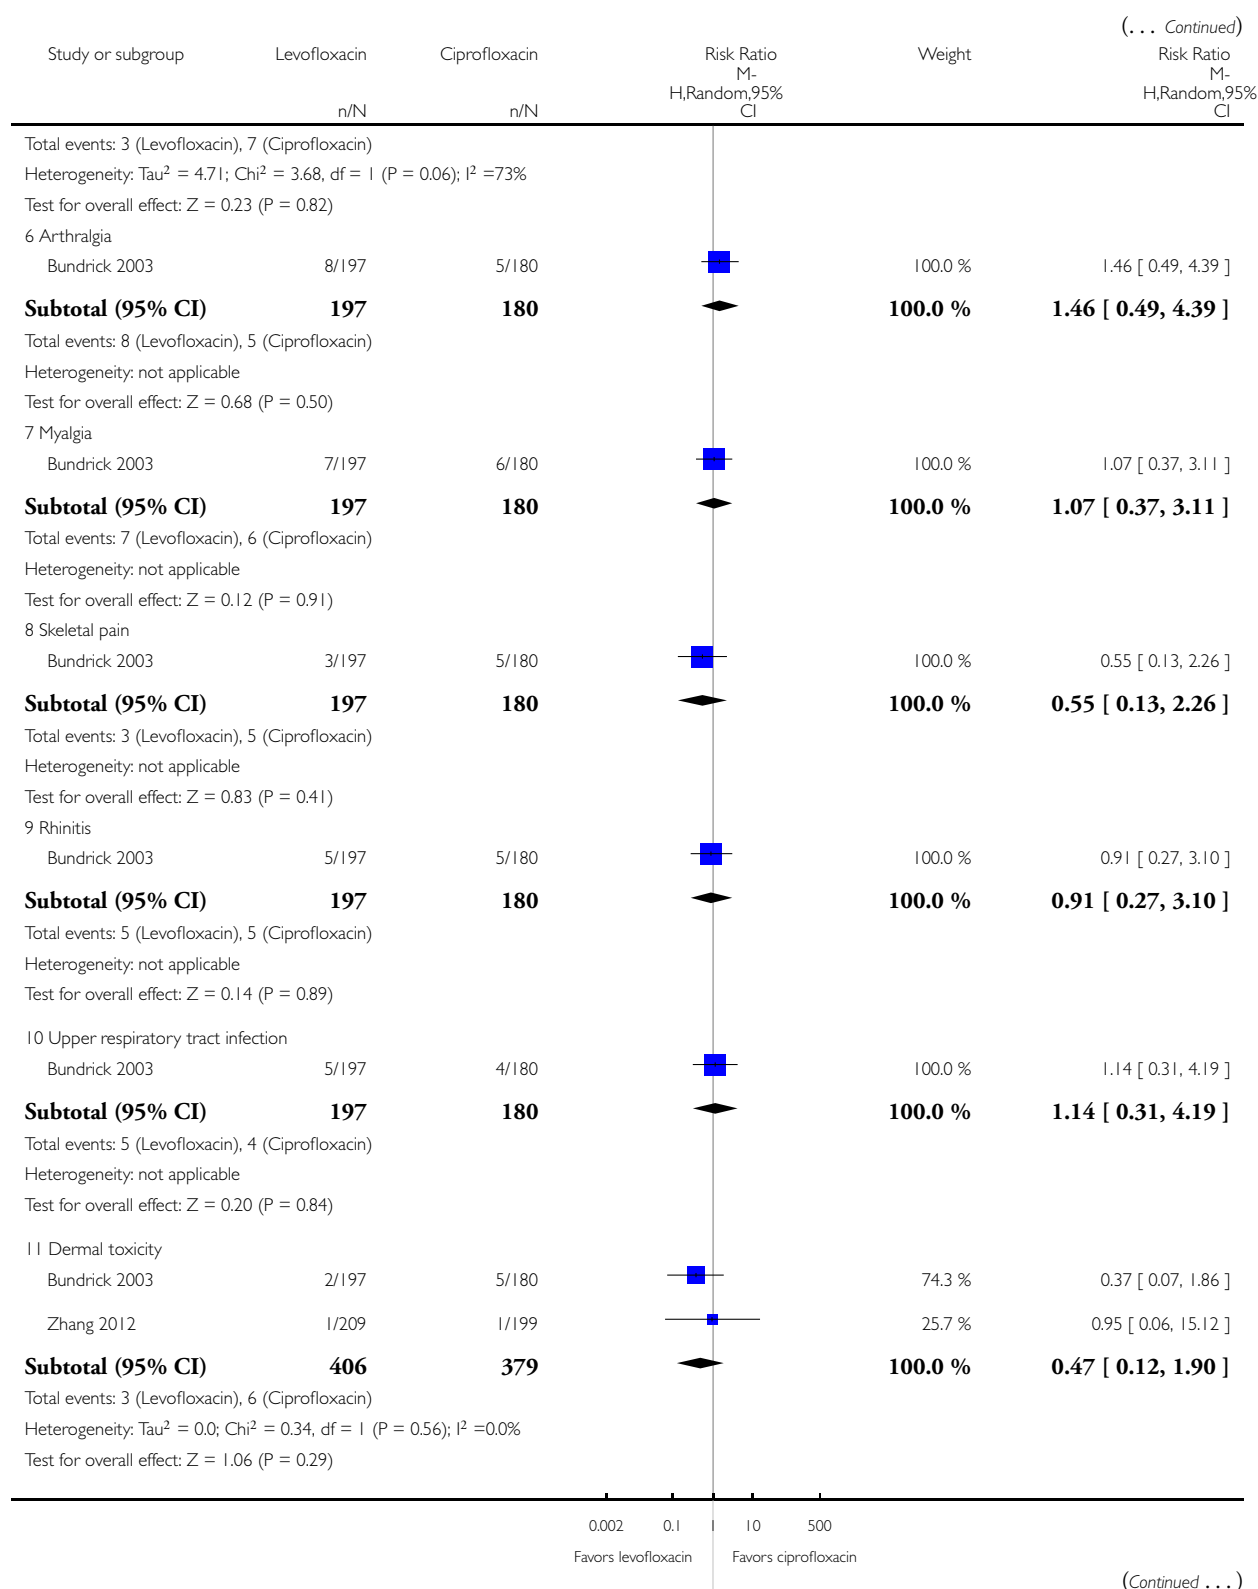 (... Continued)
Study or subgroup Levofloxacin Ciprofloxacin Risk Ratio Weight Risk Ratio
M- M-
H,Random,95% H,Random,95%
n/N n/N CI CI
Total events: 3 (Levofloxacin), 7 (Ciprofloxacin)
Heterogeneity: Tau² = 4.71; Chi² = 3.68, df = 1 (P = 0.06); I² =73%
Test for overall effect: Z = 0.23 (P = 0.82)
6 Arthralgia
Bundrick 2003 8/197 5/180 100.0 % 1.46 [ 0.49, 4.39 ]
Subtotal (95% CI) 197 180 100.0 % 1.46 [ 0.49, 4.39 ]
Total events: 8 (Levofloxacin), 5 (Ciprofloxacin)
Heterogeneity: not applicable
Test for overall effect: Z = 0.68 (P = 0.50)
7 Myalgia
Bundrick 2003 7/197 6/180 100.0 % 1.07 [ 0.37, 3.11 ]
Subtotal (95% CI) 197 180 100.0 % 1.07 [ 0.37, 3.11 ]
Total events: 7 (Levofloxacin), 6 (Ciprofloxacin)
Heterogeneity: not applicable
Test for overall effect: Z = 0.12 (P = 0.91)
8 Skeletal pain
Bundrick 2003 3/197 5/180 100.0 % 0.55 [ 0.13, 2.26 ]
Subtotal (95% CI) 197 180 100.0 % 0.55 [ 0.13, 2.26 ]
Total events: 3 (Levofloxacin), 5 (Ciprofloxacin)
Heterogeneity: not applicable
Test for overall effect: Z = 0.83 (P = 0.41)
9 Rhinitis
Bundrick 2003 5/197 5/180 100.0 % 0.91 [ 0.27, 3.10 ]
Subtotal (95% CI) 197 180 100.0 % 0.91 [ 0.27, 3.10 ]
Total events: 5 (Levofloxacin), 5 (Ciprofloxacin)
Heterogeneity: not applicable
Test for overall effect: Z = 0.14 (P = 0.89)
10 Upper respiratory tract infection
Bundrick 2003 5/197 4/180 100.0 % 1.14 [ 0.31, 4.19 ]
Subtotal (95% CI) 197 180 100.0 % 1.14 [ 0.31, 4.19 ]
Total events: 5 (Levofloxacin), 4 (Ciprofloxacin)
Heterogeneity: not applicable
Test for overall effect: Z = 0.20 (P = 0.84)
11 Dermal toxicity
Bundrick 2003 2/197 5/180 74.3 % 0.37 [ 0.07, 1.86 ]
Zhang 2012 1/209 1/199 25.7 % 0.95 [ 0.06, 15.12 ]
Subtotal (95% CI) 406 379 100.0 % 0.47 [ 0.12, 1.90 ]
Total events: 3 (Levofloxacin), 6 (Ciprofloxacin)
Heterogeneity: Tau² = 0.0; Chi² = 0.34, df = 1 (P = 0.56); I² =0.0%
Test for overall effect: Z = 1.06 (P = 0.29)
0.002 0.1 1 10 500
Favors levofloxacin Favors ciprofloxacin
(Continued ...)